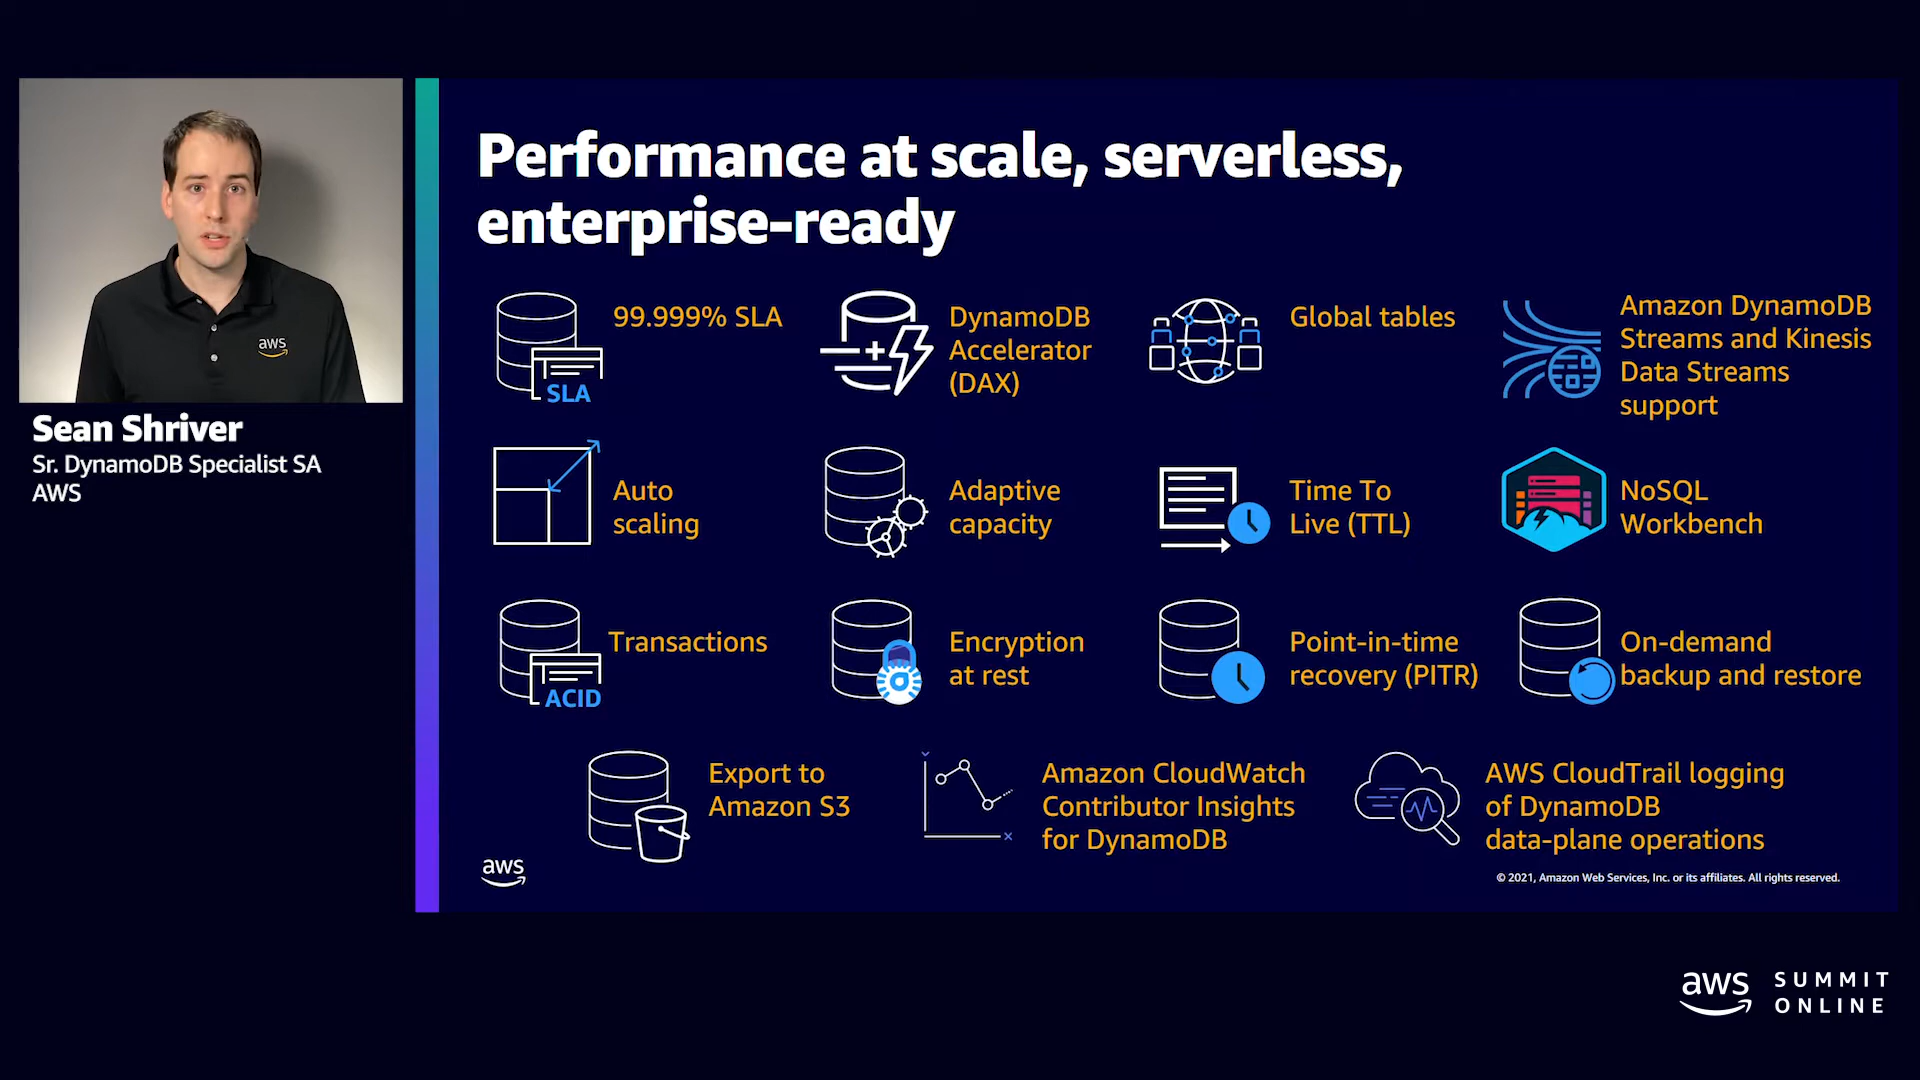 aws
Sean Shriver
Sr. DynamoDB Specialist SA
AWS
Performance at scale, serverless,
enterprise-ready
SLA
99.999% SLA
DynamoDB
Accelerator
(DAX)
Global tables
Amazon DynamoDB
Streams and Kinesis
Data Streams
support
Auto
scaling
Adaptive
capacity
Time To
Live (TTL)
NoSQL
Workbench
ACID
Transactions
Encryption
at rest
Point-in-time
recovery (PITR)
On-demand
backup and restore
Export to
Amazon S3
Amazon CloudWatch
Contributor Insights
for DynamoDB
AWS CloudTrail logging
of DynamoDB
data-plane operations
aws
© 2021, Amazon Web Services, Inc. or its affiliates. All rights reserved.
aws
SUMMIT
ONLINE